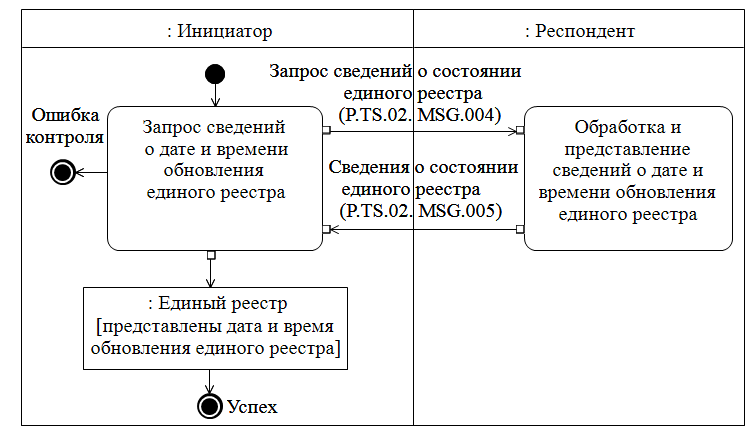 : Инициатор
: Респондент
Запрос сведений о состоянии
единого реестра
(P.TS.02. MSG.004)
Ошибка
контроля
Запрос сведений
о дате и времени
обновления
единого реестра
Обработка и
представление
сведений о дате и
времени обновления
единого реестра
Сведения о состоянии
единого реестра
(P.TS.02. MSG.005)
: Единый реестр
[представлены дата и время
обновления единого реестра]
Успех